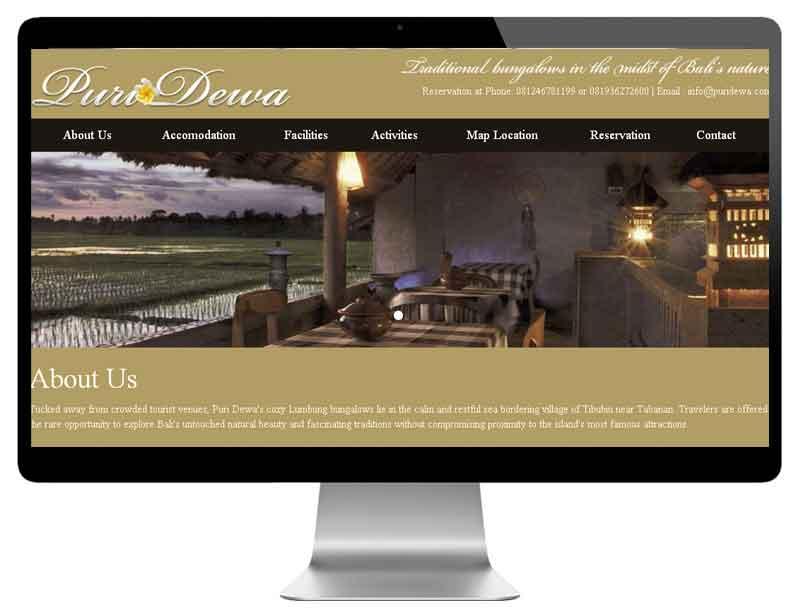 Puri Dewa
Traditional bungalows in the midst of Bali's nature
Reservation at Phone: 081246781199 or 081936272600 | Email : info@puridewa.com
About Us Accomodation Facilities Activities Map Location Reservation Contact
About Us
Tucked away from crowded tourist venues, Puri Dewa's cozy Lumbung bungalows lie in the calm and restful sea bordering village of Tibubiu near Tabanan. Travelers are offered
the rare opportunity to explore Bali's untouched natural beauty and fascinating traditions without compromising proximity to the island's most famous attractions.